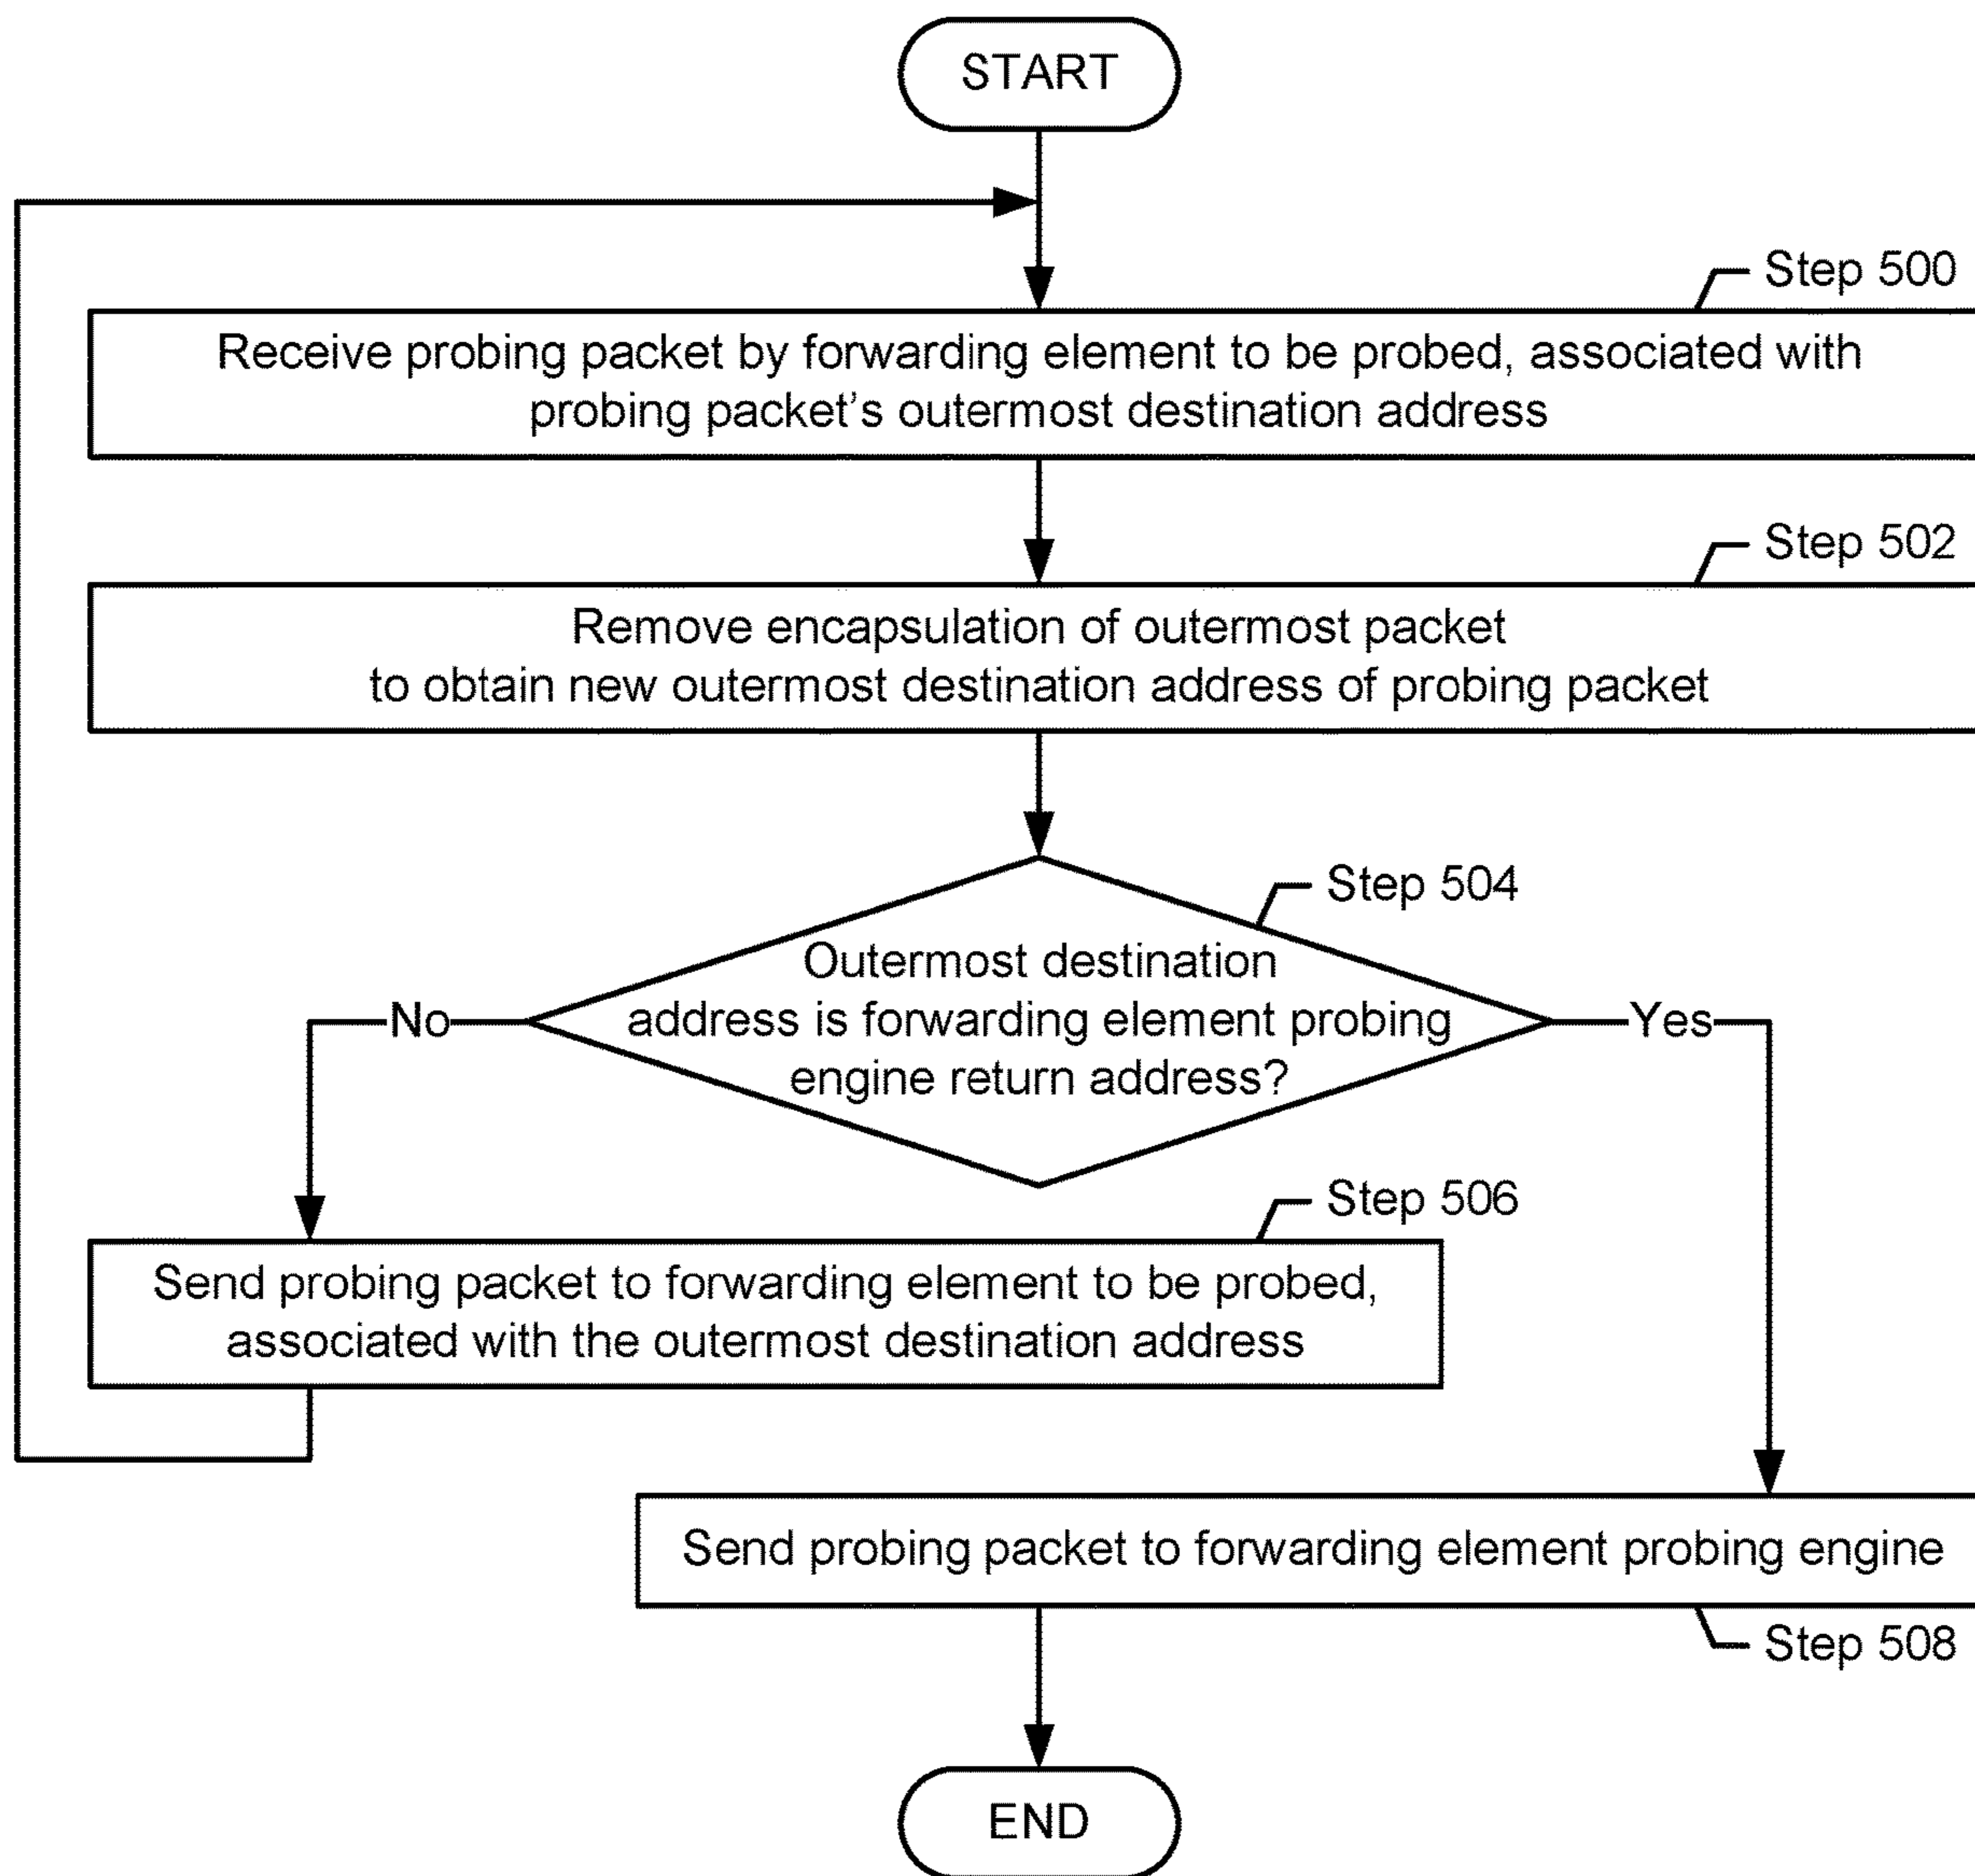 START
Step 500
Receive probing packet by forwarding element to be probed, associated with
probing packet’s outermost destination address
Step 502
Remove encapsulation of outermost packet
to obtain new outermost destination address of probing packet
Step 504
Outermost destination
address is forwarding element probing
engine return address?
No
Yes
Step 506
Send probing packet to forwarding element to be probed,
associated with the outermost destination address
Send probing packet to forwarding element probing engine
Step 508
END